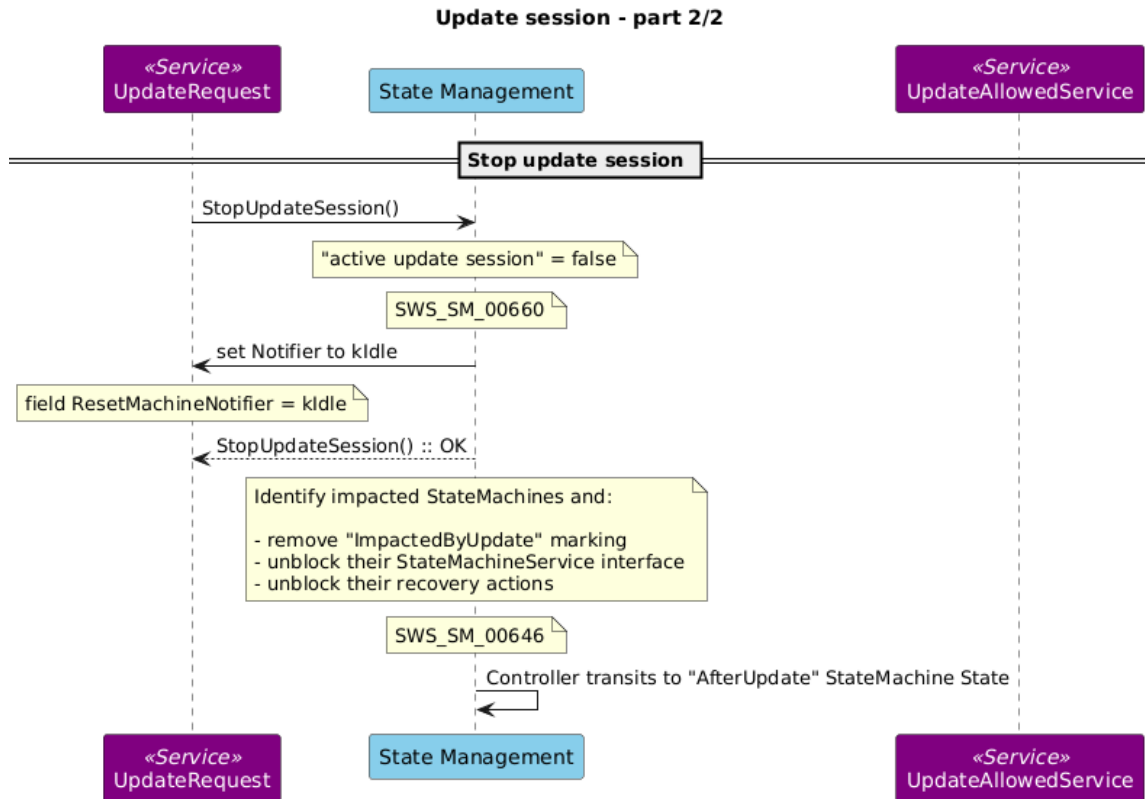 Update session - part 2/2
«Service»
UpdateRequest
State Management
«Service»
UpdateAllowedService
Stop update session
StopUpdateSession()
"active update session" = false
SWS_SM_00660
set Notifier to kIdle
field ResetMachineNotifier = kIdle
StopUpdateSession() :: OK
Identify impacted StateMachines and:
- remove "ImpactedByUpdate" marking
- unblock their StateMachineService interface
- unblock their recovery actions
SWS_SM_00646
Controller transits to "AfterUpdate" StateMachine State
«Service»
UpdateRequest
State Management
«Service»
UpdateAllowedService